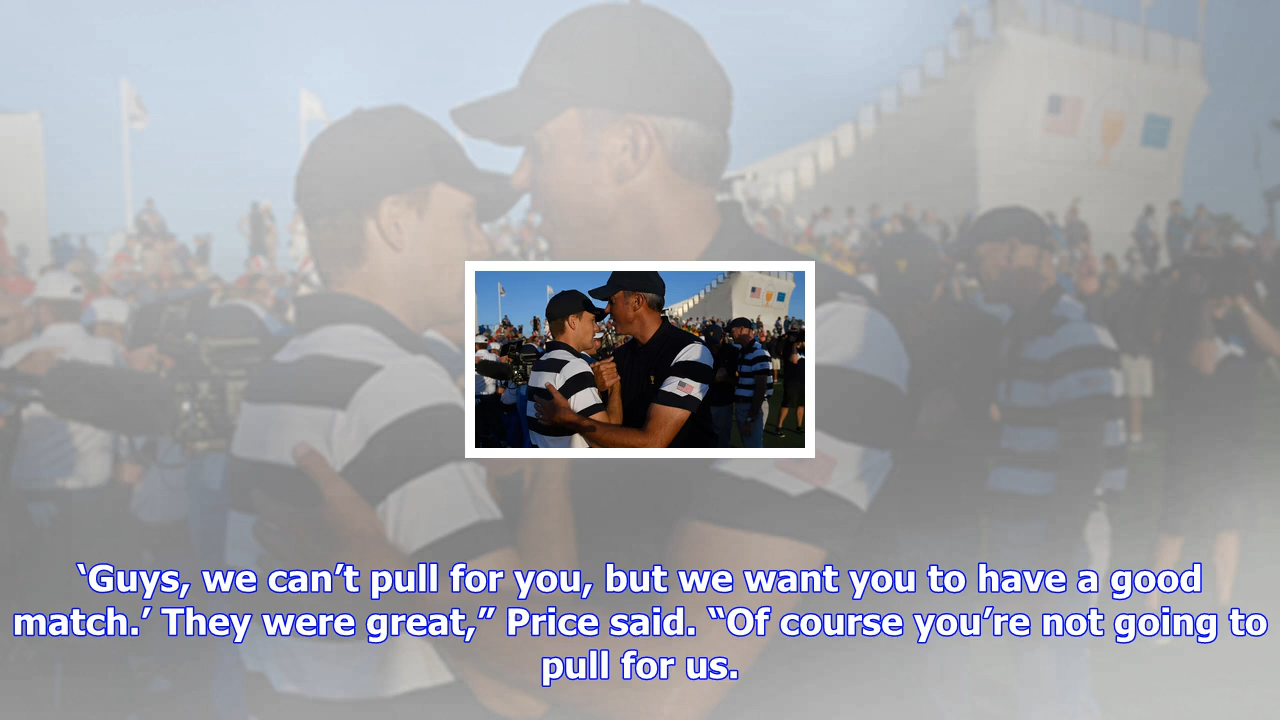 ‘Guys, we can’t pull for you, but we want you to have a good
match.’ They were great,” Price said. “Of course you’re not going to
pull for us.